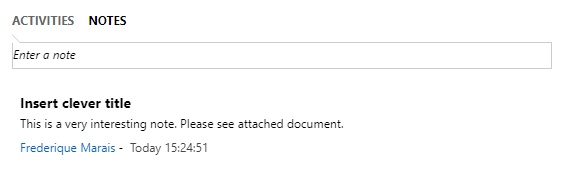 ACTIVITIES NOTES
Enter a note
Insert clever title
This is a very interesting note. Please see attached document.
Frederique Marais - Today 15:24:51